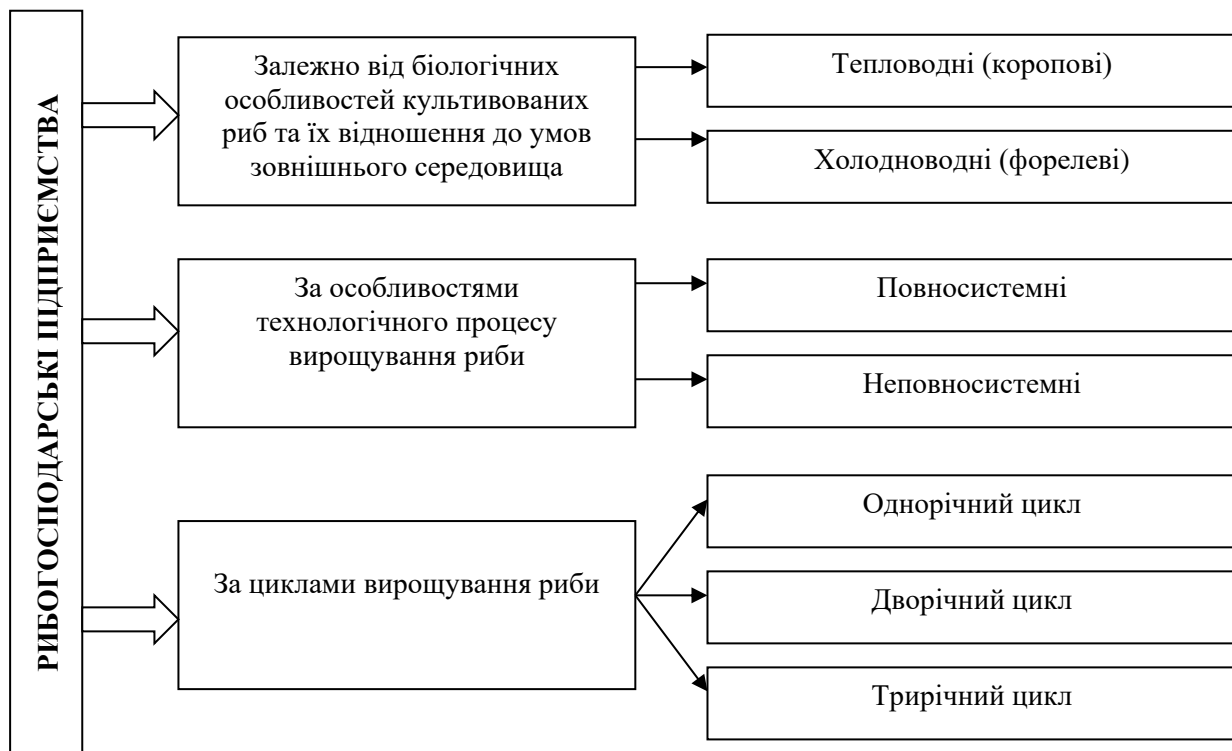 РИБОГОСПОДАРСЬКІ ПІДПРИЄМСТВА
Залежно від біологічних
особливостей культивованих
риб та їх відношення до умов
зовнішнього середовища
Тепловодні (коропові)
Холодноводні (форелеві)
За особливостями
технологічного процесу
вирощування риби
Повносистемні
Неповносистемні
За циклами вирощування риби
Однорічний цикл
Дворічний цикл
Трирічний цикл